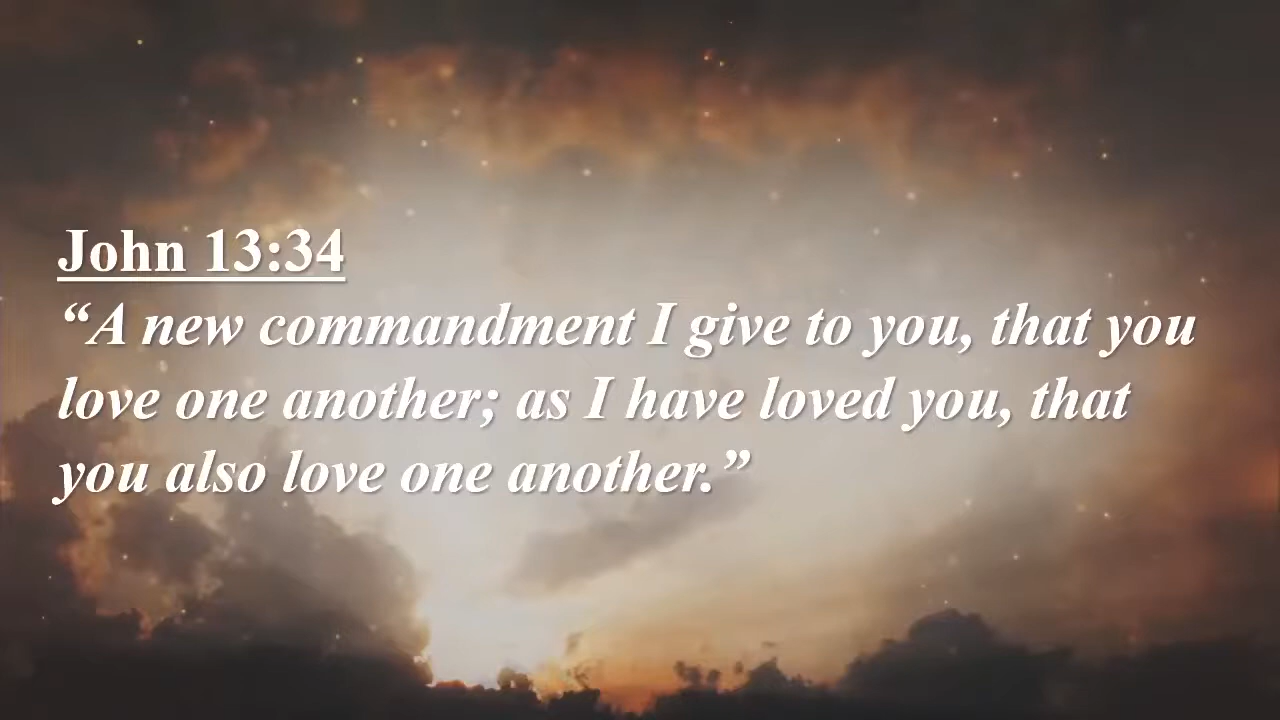 John 13:34
“A new commandment I give to you, that you
love one another; as I have loved you, that
you also love one another.”